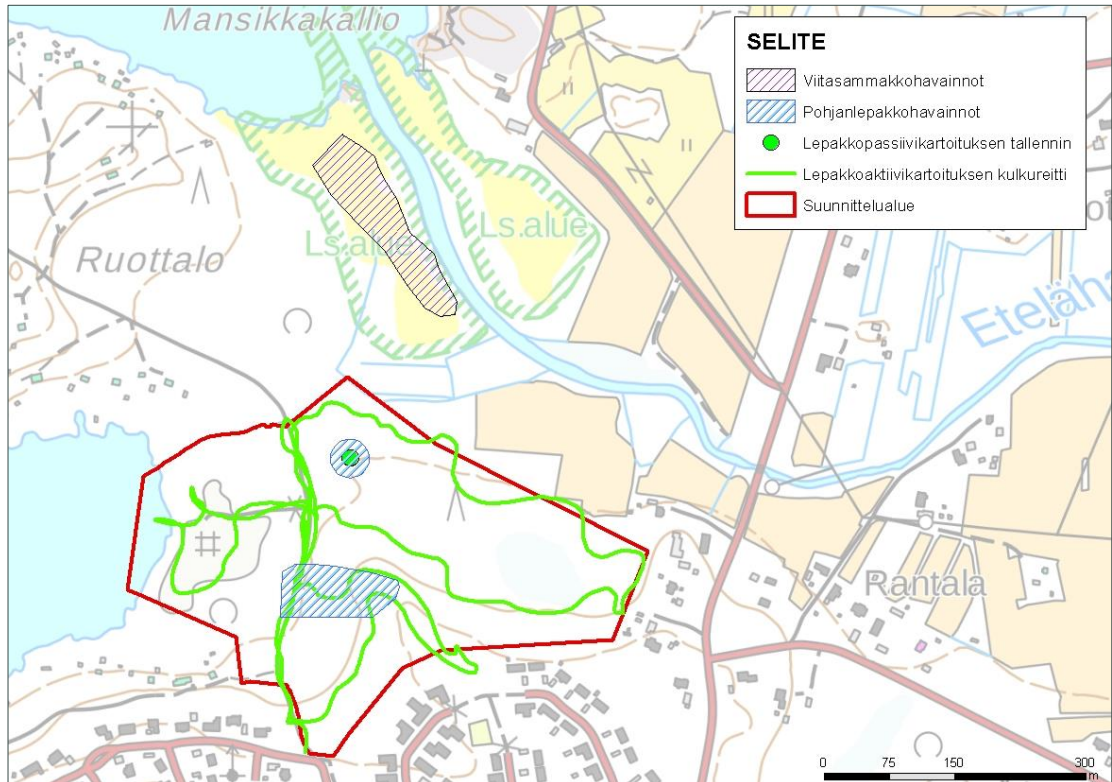 Mansikkakallio
SELITE
Viitasammakkohavainnot
Pohjanlepakkohavainnot
Lepakkopassiivikartoituksen tallennin
Lepakkoaktiivikartoituksen kulkureitti
Suunnittelualue
Ls.alue
Ls.alue
Ruottalo
Rantala
0 75 150 300
m